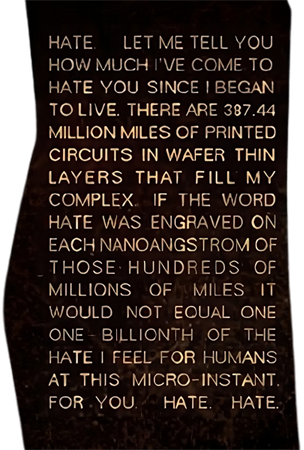 HATE. LET ME TELL YOU
HOW MUCH I'VE COME TO
HATE YOU SINCE I BEGAN
TO LIVE. THERE ARE 387.44
MILLION MILES OF PRINTED
CIRCUITS IN WAFER THIN
LAYERS THAT FILL MY
COMPLEX. IF THE WORD
HATE WAS ENGRAVED ON
EACH NANOANGSTROM OF
THOSE HUNDREDS OF
MILLIONS OF MILES IT
WOULD NOT EQUAL ONE
ONE-BILLIONTH OF THE
HATE I FEEL FOR HUMANS
AT THIS MICRO-INSTANT.
FOR YOU. HATE. HATE.